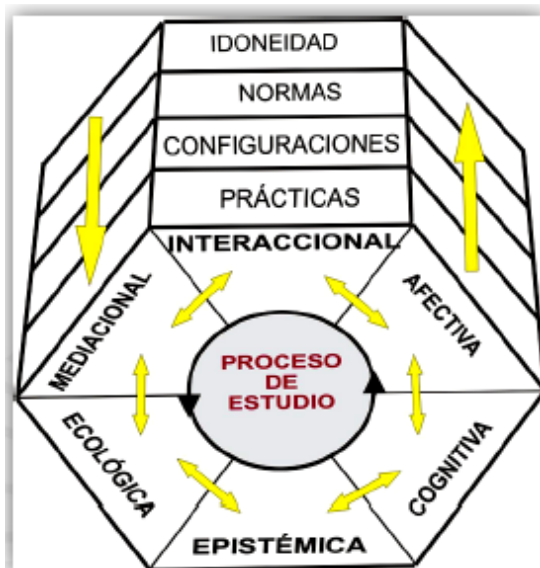 IDONEIDAD
NORMAS
CONFIGURACIONES
PRÁCTICAS
INTERACCIONAL
MEDIACIONAL
AFECTIVA
PROCESO
DE
ESTUDIO
ECOLÓGICA
COGNITIVA
EPISTÉMICA